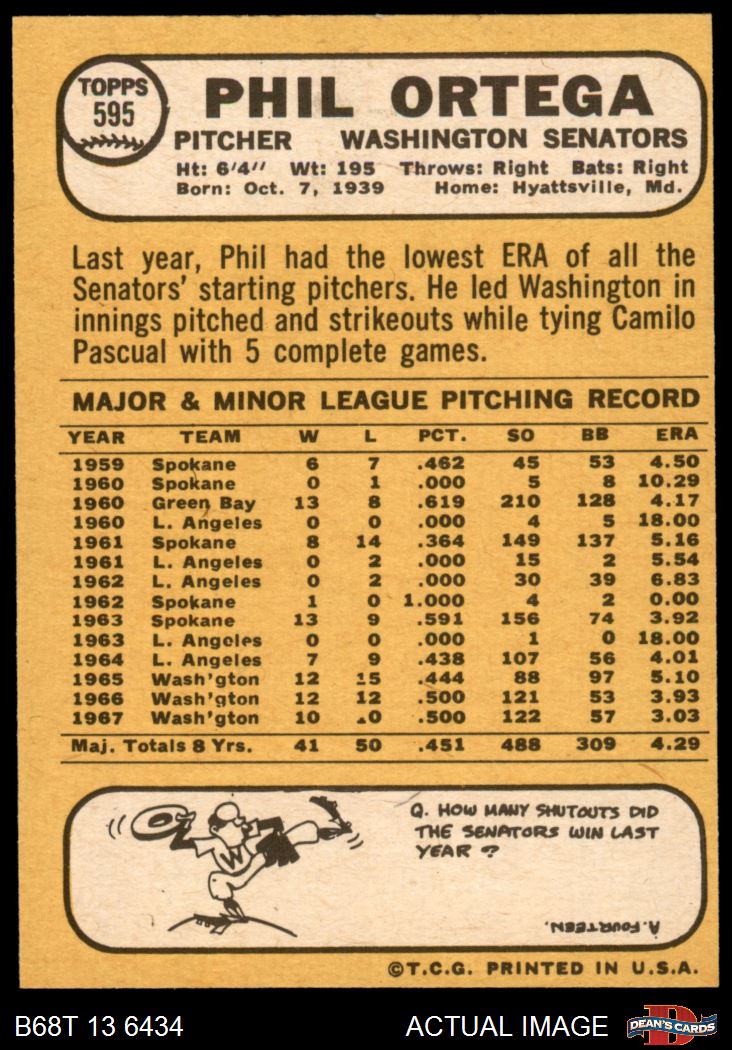 TOPPS
595
PHIL ORTEGA
PITCHER WASHINGTON SENATORS
Ht: 6'4'' Wt: 195 Throws: Right Bats: Right
Born: Oct. 7, 1939 Home: Hyattsville, Md.
Last year, Phil had the lowest ERA of all the
Senators' starting pitchers. He led Washington in
innings pitched and strikeouts while tying Camilo
Pascual with 5 complete games.
MAJOR & MINOR LEAGUE PITCHING RECORD
YEAR TEAM W L PCT. SO BB ERA
1959 Spokane 6 7 .462 45 53 4.50
1960 Spokane 0 1 .000 5 8 10.29
1960 Green Bay 13 8 .619 210 128 4.17
1960 L. Angeles 0 0 .000 4 5 18.00
1961 Spokane 8 14 .364 149 137 5.16
1961 L. Angeles 0 2 .000 15 2 5.54
1962 L. Angeles 0 2 .000 30 39 6.83
1962 Spokane 1 0 1.000 4 2 0.00
1963 Spokane 13 9 .591 156 74 3.92
1963 L. Angeles 0 0 .000 1 0 18.00
1964 L. Angeles 7 9 .438 107 56 4.01
1965 Wash'gton 12 15 .444 88 97 5.10
1966 Wash'gton 12 12 .500 121 53 3.93
1967 Wash'gton 10 10 .500 122 57 3.03
Maj. Totals 8 Yrs. 41 50 .451 488 309 4.29
W
Q. HOW MANY SHUTOUTS DID
THE SENATORS WIN LAST
YEAR ?
A. FOURTEEN.
©T.C.G. PRINTED IN U.S.A.
B68T 13 6434 ACTUAL IMAGE
D
DEAN'S CARDS